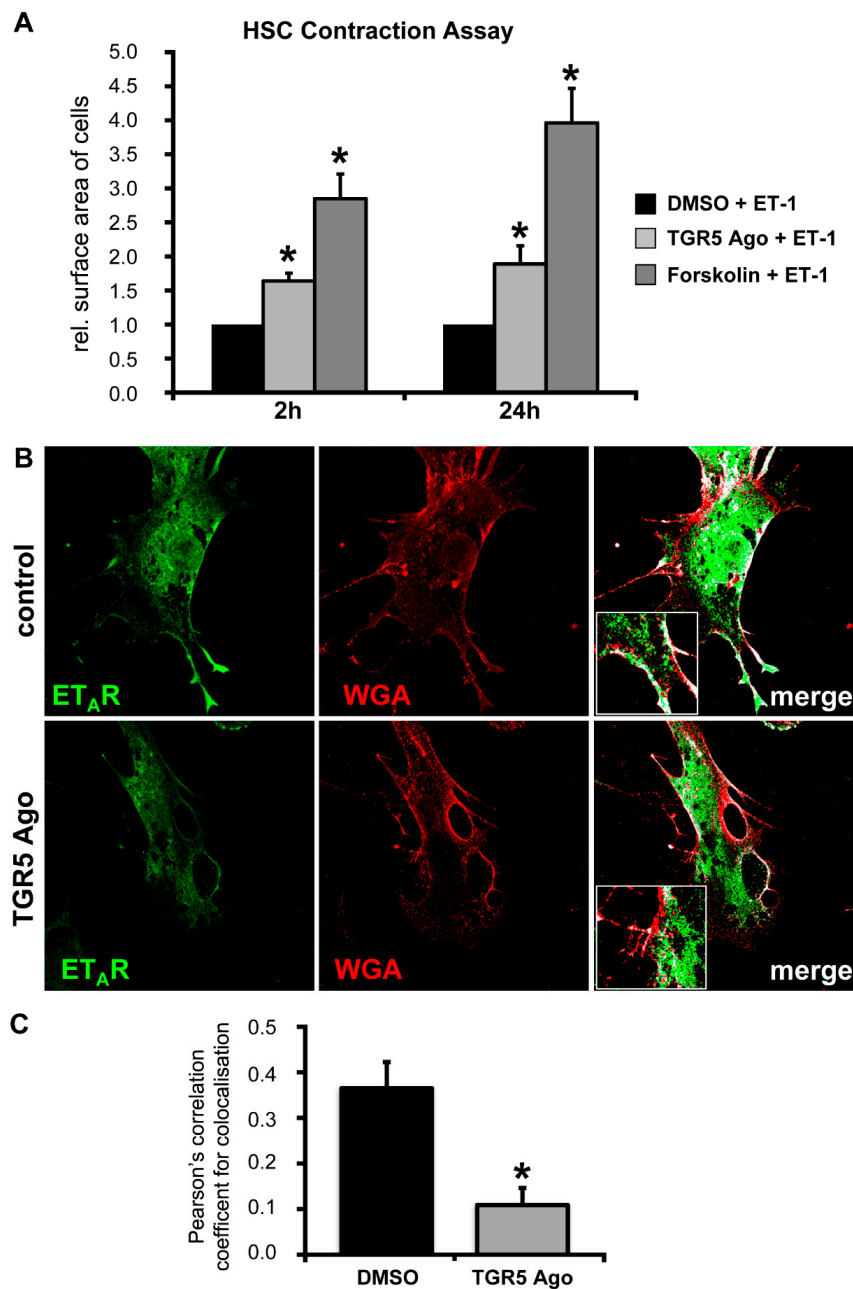 A
HSC Contraction Assay
rel. surface area of cells
5.0
4.5
4.0
3.5
3.0
2.5
2.0
1.5
1.0
0.5
0.0
*
*
*
*
2h
24h
DMSO + ET-1
TGR5 Ago + ET-1
Forskolin + ET-1
B
control
ETAR
WGA
merge
TGR5 Ago
ETAR
WGA
merge
C
Pearson's correlation
coefficent for colocalisation
0.5
0.4
0.3
0.2
0.1
0.0
*
DMSO
TGR5 Ago